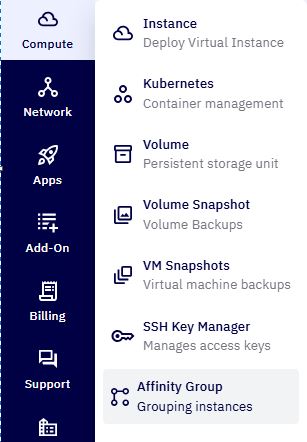 Compute
Network
Apps
Add-On
Billing
Support
Instance
Deploy Virtual Instance
Kubernetes
Container management
Volume
Persistent storage unit
Volume Snapshot
Volume Backups
VM Snapshots
Virtual machine backups
SSH Key Manager
Manages access keys
Affinity Group
Grouping instances